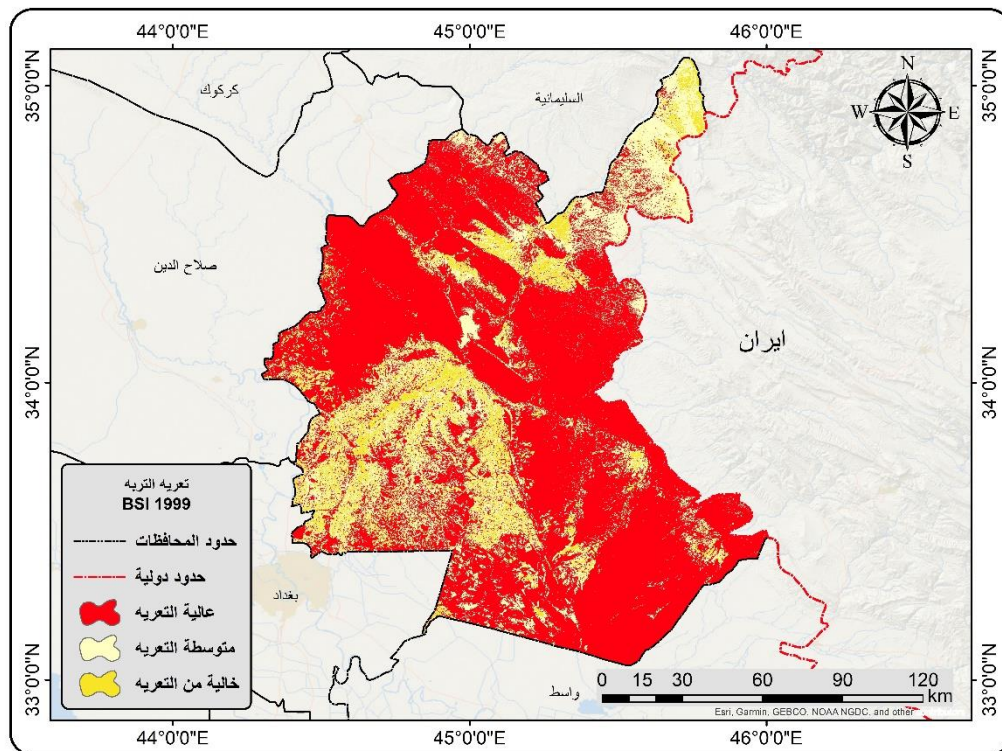 44°0'0"E 45°0'0"E 46°0'0"E
35°0'0"N 35°0'0"N
كركوك
السليمانية
N
W E
S
صلاح الدين
ايران
34°0'0"N 34°0'0"N
تعريه التربه
BSI 1999
حدود المحافظات
حدود دولية
عالية التعريه
متوسطة التعريه
خالية من التعريه
بغداد
واسط
33°0'0"N 33°0'0"N
0 15 30 60 90 120
km
Esri, Garmin, GEBCO, NOAA NGDC, and other
44°0'0"E 45°0'0"E 46°0'0"E